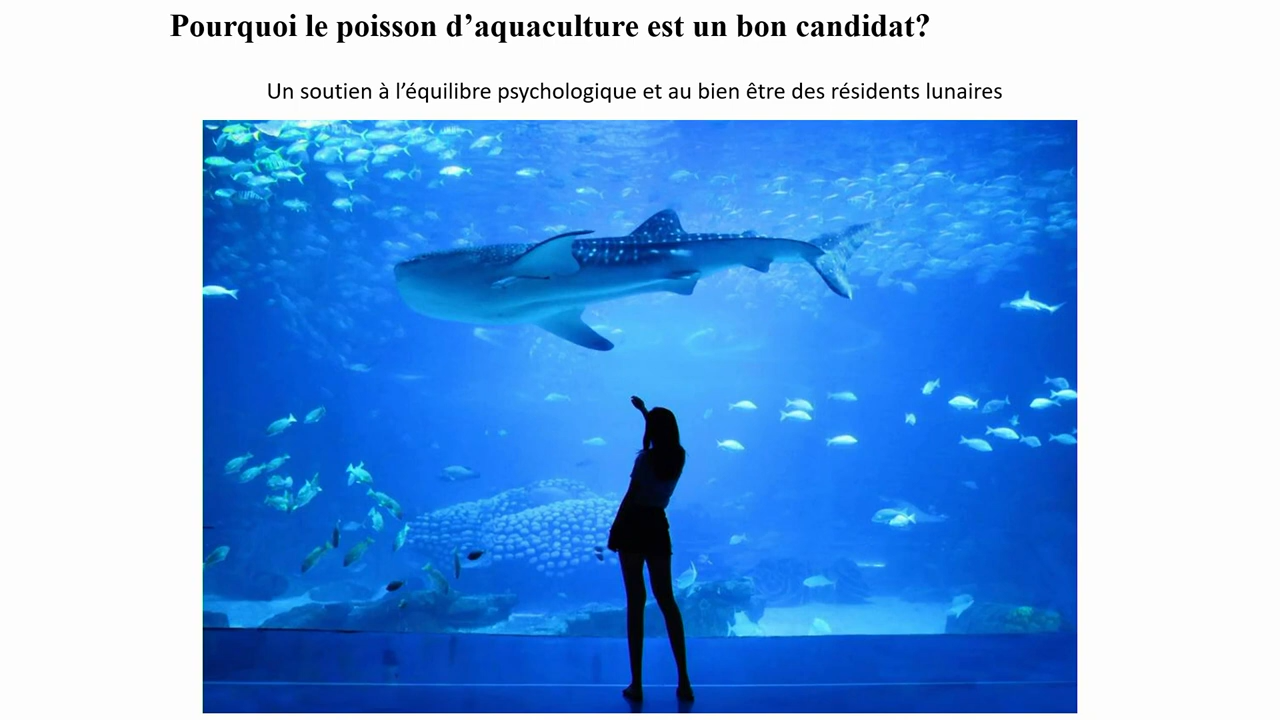 Pourquoi le poisson d’aquaculture est un bon candidat?
Un soutien à l’équilibre psychologique et au bien être des résidents lunaires